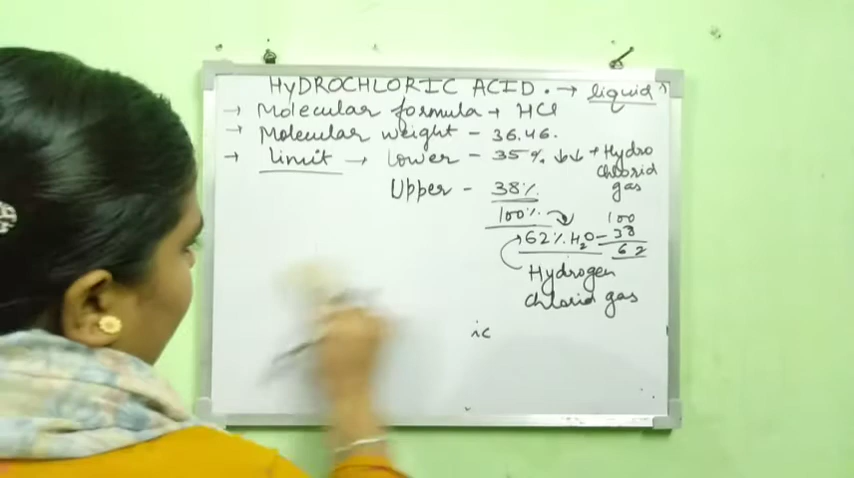 HyDROCHLORIC ACID. → liquid
→ Molecular formula → HCl
→ Molecular weight - 36.46.
→ limit → lower - 35% ↓↓ → Hydro
chlorid
gas
Upper - 38%
100%
62% H2O
100
- 38
62
Hydrogen
chlorid gas
ic